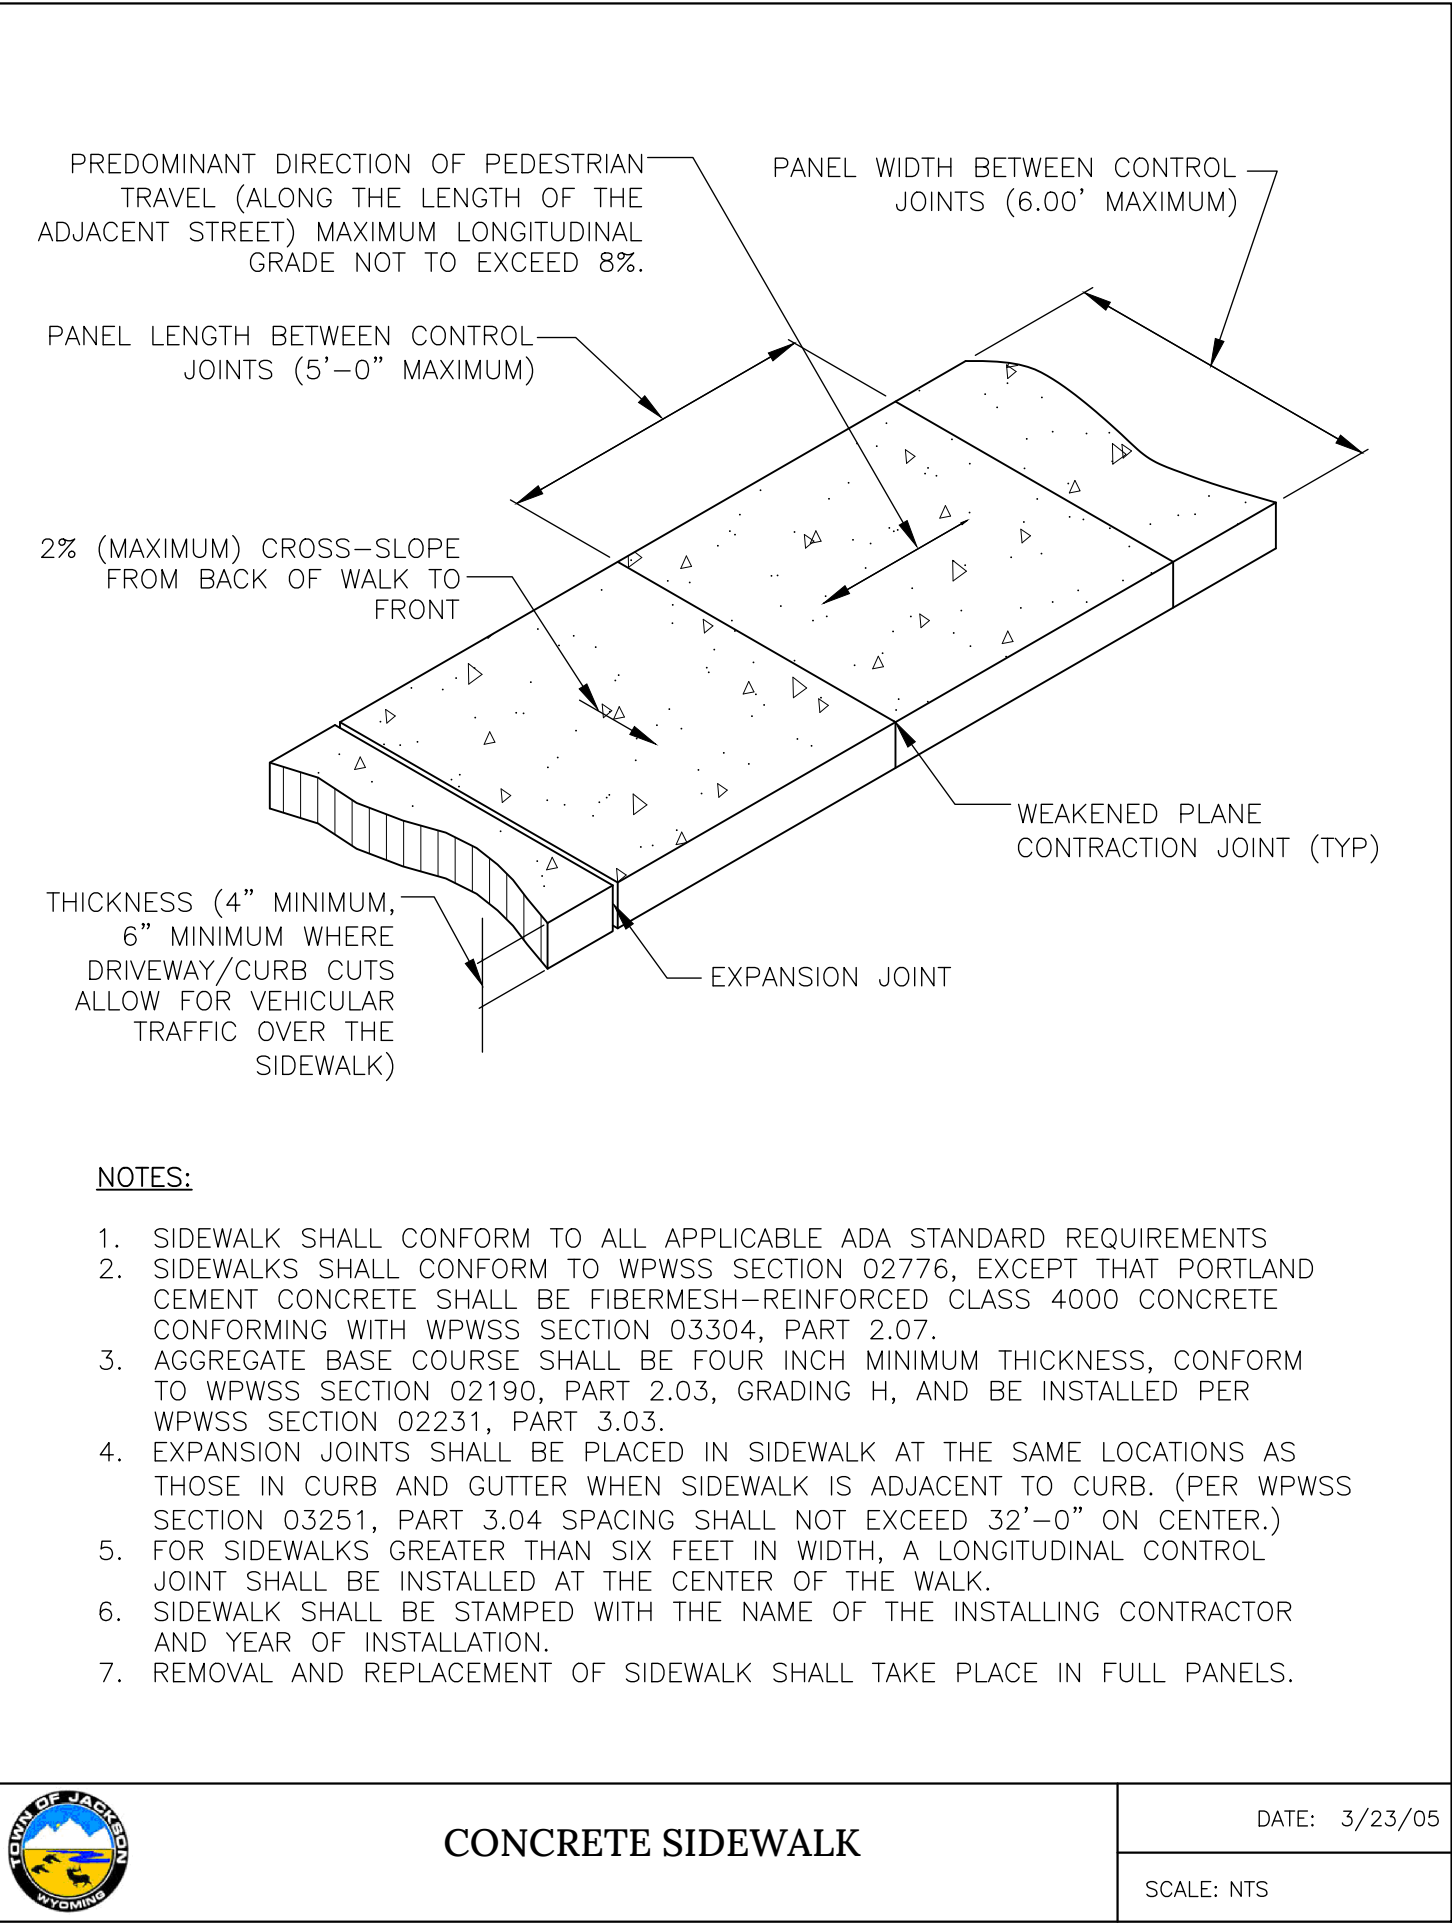 PREDOMINANT DIRECTION OF PEDESTRIAN
TRAVEL (ALONG THE LENGTH OF THE
ADJACENT STREET) MAXIMUM LONGITUDINAL
GRADE NOT TO EXCEED 8%.
PANEL WIDTH BETWEEN CONTROL
JOINTS (6.00' MAXIMUM)
PANEL LENGTH BETWEEN CONTROL
JOINTS (5'-0" MAXIMUM)
2% (MAXIMUM) CROSS-SLOPE
FROM BACK OF WALK TO
FRONT
WEAKENED PLANE
CONTRACTION JOINT (TYP)
THICKNESS (4" MINIMUM,
6" MINIMUM WHERE
DRIVEWAY/CURB CUTS
ALLOW FOR VEHICULAR
TRAFFIC OVER THE
SIDEWALK)
EXPANSION JOINT
NOTES:
1. SIDEWALK SHALL CONFORM TO ALL APPLICABLE ADA STANDARD REQUIREMENTS
2. SIDEWALKS SHALL CONFORM TO WPWSS SECTION 02776, EXCEPT THAT PORTLAND
CEMENT CONCRETE SHALL BE FIBERMESH-REINFORCED CLASS 4000 CONCRETE
CONFORMING WITH WPWSS SECTION 03304, PART 2.07.
3. AGGREGATE BASE COURSE SHALL BE FOUR INCH MINIMUM THICKNESS, CONFORM
TO WPWSS SECTION 02190, PART 2.03, GRADING H, AND BE INSTALLED PER
WPWSS SECTION 02231, PART 3.03.
4. EXPANSION JOINTS SHALL BE PLACED IN SIDEWALK AT THE SAME LOCATIONS AS
THOSE IN CURB AND GUTTER WHEN SIDEWALK IS ADJACENT TO CURB. (PER WPWSS
SECTION 03251, PART 3.04 SPACING SHALL NOT EXCEED 32'-0" ON CENTER.)
5. FOR SIDEWALKS GREATER THAN SIX FEET IN WIDTH, A LONGITUDINAL CONTROL
JOINT SHALL BE INSTALLED AT THE CENTER OF THE WALK.
6. SIDEWALK SHALL BE STAMPED WITH THE NAME OF THE INSTALLING CONTRACTOR
AND YEAR OF INSTALLATION.
7. REMOVAL AND REPLACEMENT OF SIDEWALK SHALL TAKE PLACE IN FULL PANELS.
TOWN OF JACKSON
WYOMING
CONCRETE SIDEWALK
DATE: 3/23/05
SCALE: NTS